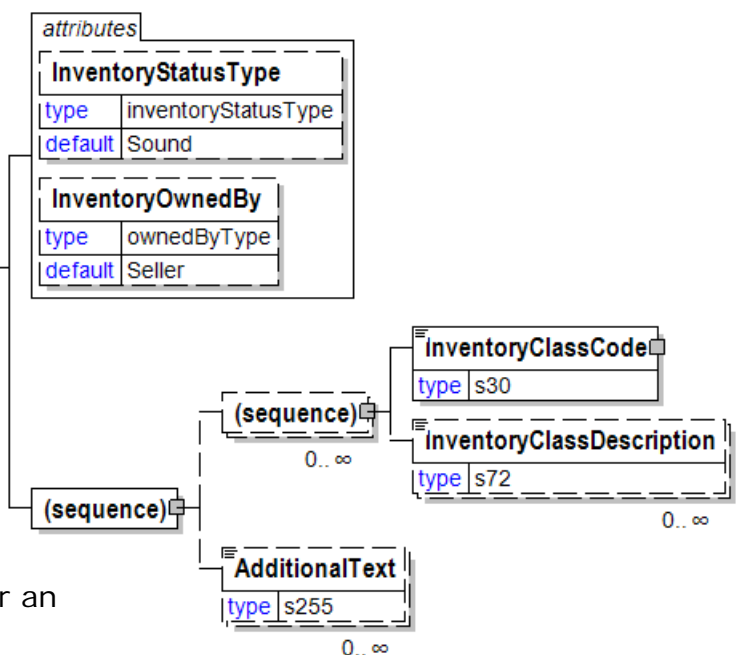 attributes
InventoryStatusType
type inventoryStatusType
default Sound
InventoryOwnedBy
type ownedByType
default Seller
InventoryClassCode
type s30
(sequence)
0.. ∞
InventoryClassDescription
type s72
0.. ∞
(sequence)
AdditionalText
type s255
0.. ∞
r an